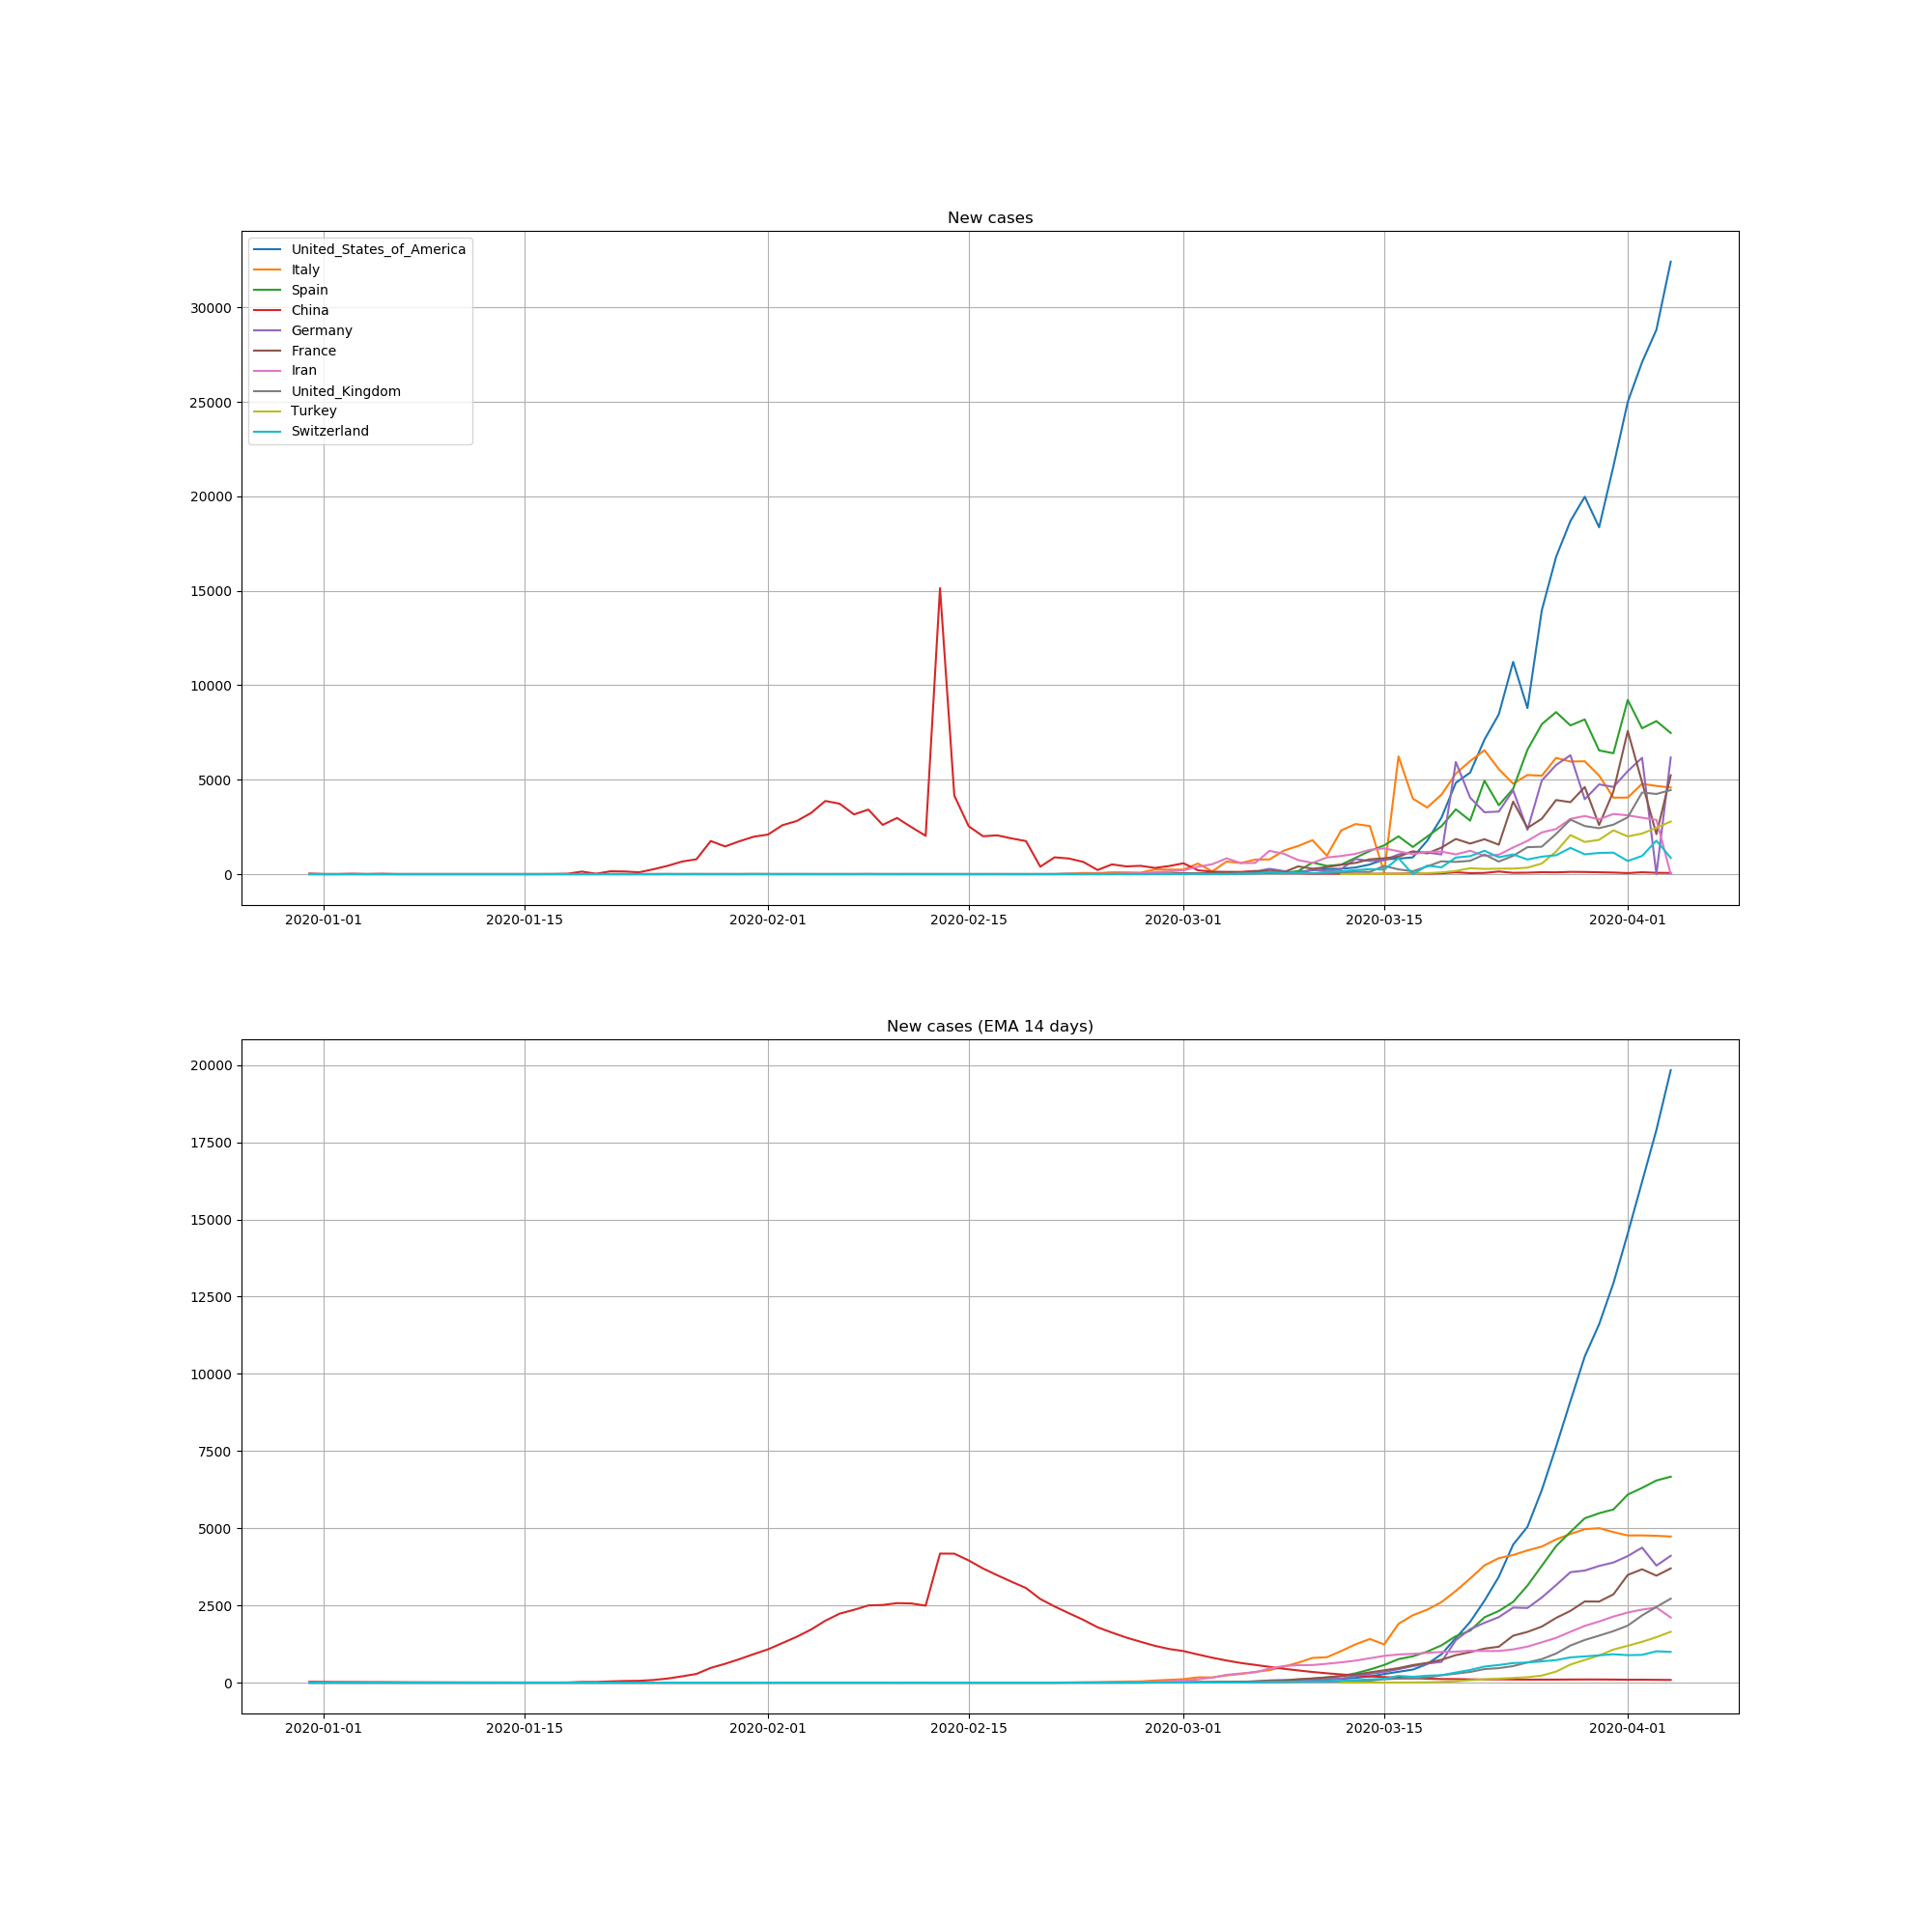 New cases
United_States_of_America
Italy
Spain
China
Germany
France
Iran
United_Kingdom
Turkey
Switzerland
30000
25000
20000
15000
10000
5000
0
2020-01-01 2020-01-15 2020-02-01 2020-02-15 2020-03-01 2020-03-15 2020-04-01
New cases (EMA 14 days)
20000
17500
15000
12500
10000
7500
5000
2500
0
2020-01-01 2020-01-15 2020-02-01 2020-02-15 2020-03-01 2020-03-15 2020-04-01